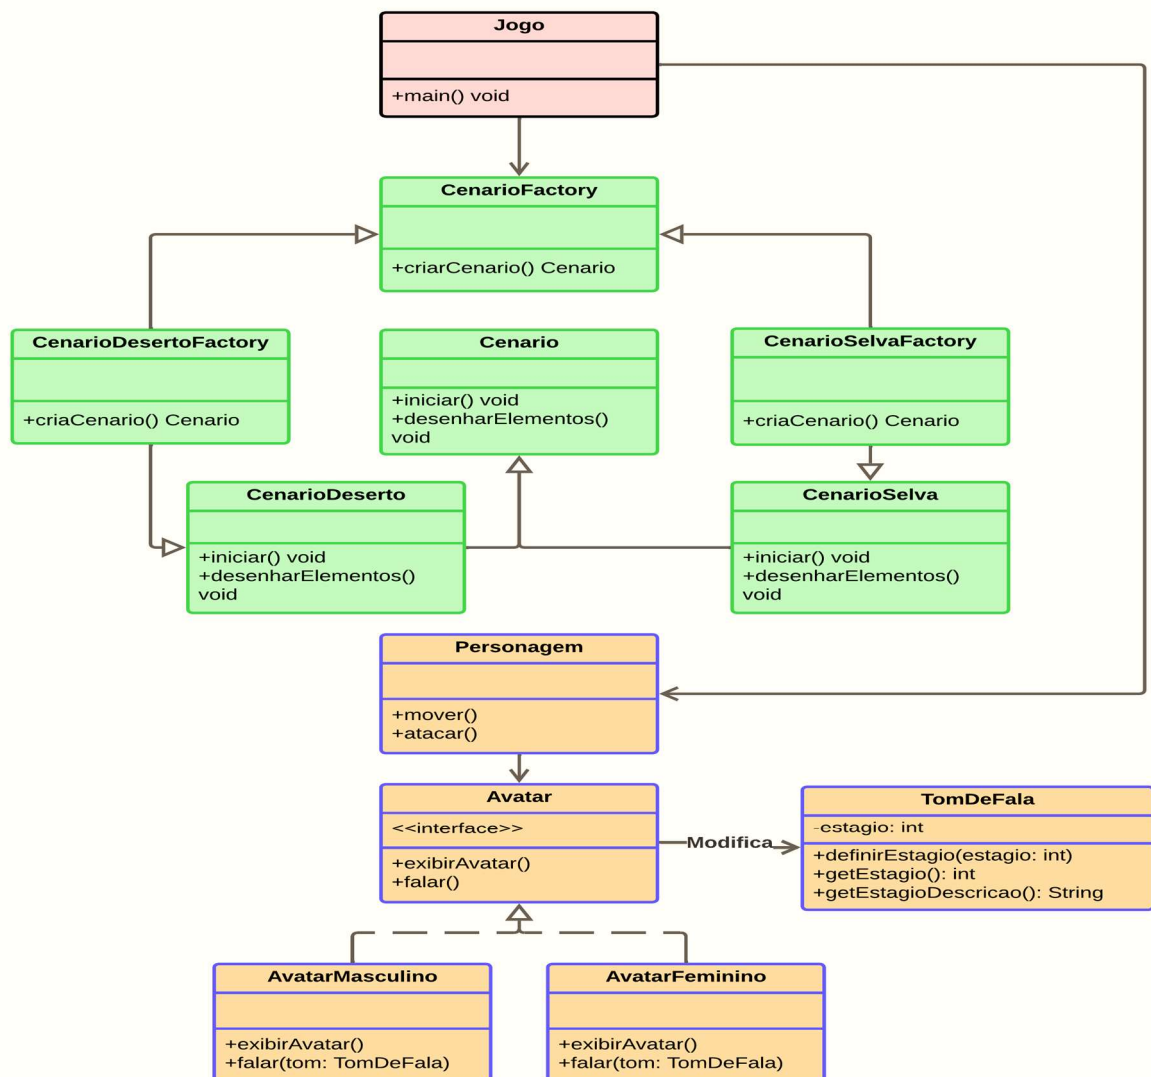 Jogo
+main() void
CenarioFactory
+criarCenario() Cenario
CenarioDesertoFactory
+criaCenario() Cenario
Cenario
+iniciar() void
+desenharElementos()
void
CenarioSelvaFactory
+criaCenario() Cenario
CenarioDeserto
+iniciar() void
+desenharElementos()
void
CenarioSelva
+iniciar() void
+desenharElementos()
void
Personagem
+mover()
+atacar()
Avatar
<<interface>>
+exibirAvatar()
+falar()
Modifica
TomDeFala
-estagio: int
+definirEstagio(estagio: int)
+getEstagio(): int
+getEstagioDescricao(): String
AvatarMasculino
+exibirAvatar()
+falar(tom: TomDeFala)
AvatarFeminino
+exibirAvatar()
+falar(tom: TomDeFala)